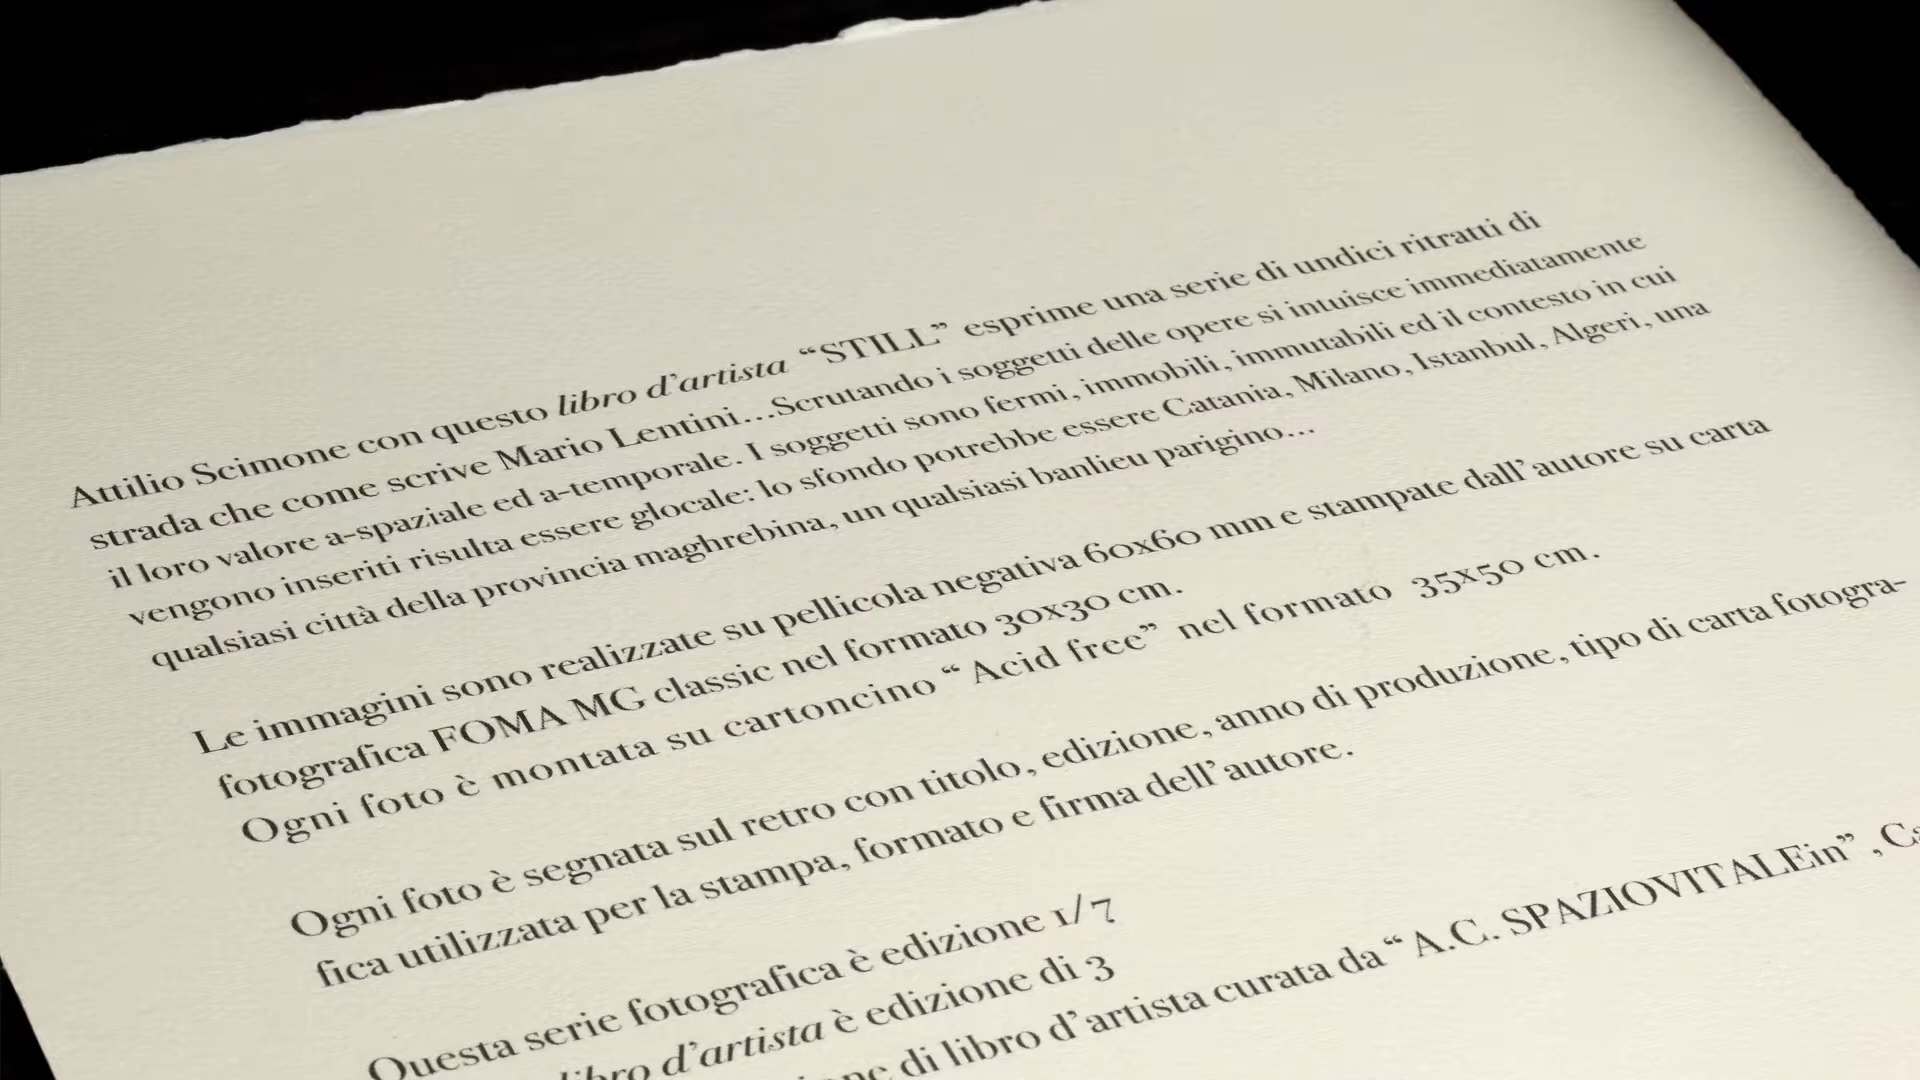 Attilio Scimone con questo libro d'artista “STILL” esprime una serie di undici ritratti di
strada che come scrive Mario Lentini...Scrutando i soggetti delle opere si intuisce immediatamente
il loro valore a-spaziale ed a-temporale. I soggetti sono fermi, immobili, immutabili ed il contesto in cui
vengono inseriti risulta essere glocale: lo sfondo potrebbe essere Catania, Milano, Istanbul, Algeri, una
qualsiasi città della provincia maghrebina, un qualsiasi banlieu parigino...
Le immagini sono realizzate su pellicola negativa 60x60 mm e stampate dall'autore su carta
fotografica FOMA MG classic nel formato 30x30 cm.
Ogni foto è montata su cartoncino “Acid free” nel formato 35x50 cm.
Ogni foto è segnata sul retro con titolo, edizione, anno di produzione, tipo di carta fotogra-
fica utilizzata per la stampa, formato e firma dell'autore.
Questa serie fotografica è edizione 1/7
libro d'artista è edizione di 3
di libro d'artista curata da “A.C. SPAZIOVITALEin”,